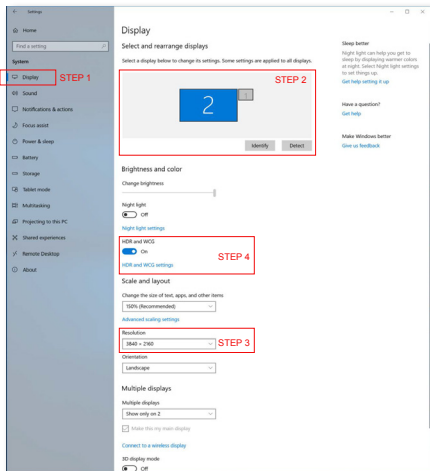 Settings
Home
Find a setting
System
Display
STEP 1
Sound
Notifications & actions
Focus assist
Power & sleep
Battery
Storage
Tablet mode
Multitasking
Projecting to this PC
Shared experiences
Remote Desktop
About
Display
Select and rearrange displays
Select a display below to change its settings. Some settings are applied to all displays.
STEP 2
2
1
Identify
Detect
Brightness and color
Change brightness
Night light
Off
Night light settings
HDR and WCG
On
STEP 4
HDR and WCG settings
Scale and layout
Change the size of text, apps, and other items
150% (Recommended)
Advanced scaling settings
Resolution
3840 × 2160
STEP 3
Orientation
Landscape
Multiple displays
Multiple displays
Show only on 2
Make this my main display
Connect to a wireless display
3D display mode
Off
Sleep better
Night light can help you get to
sleep by displaying warmer colors
at night. Select Night light settings
to set things up.
Get help setting it up
Have a question?
Get help
Make Windows better
Give us feedback